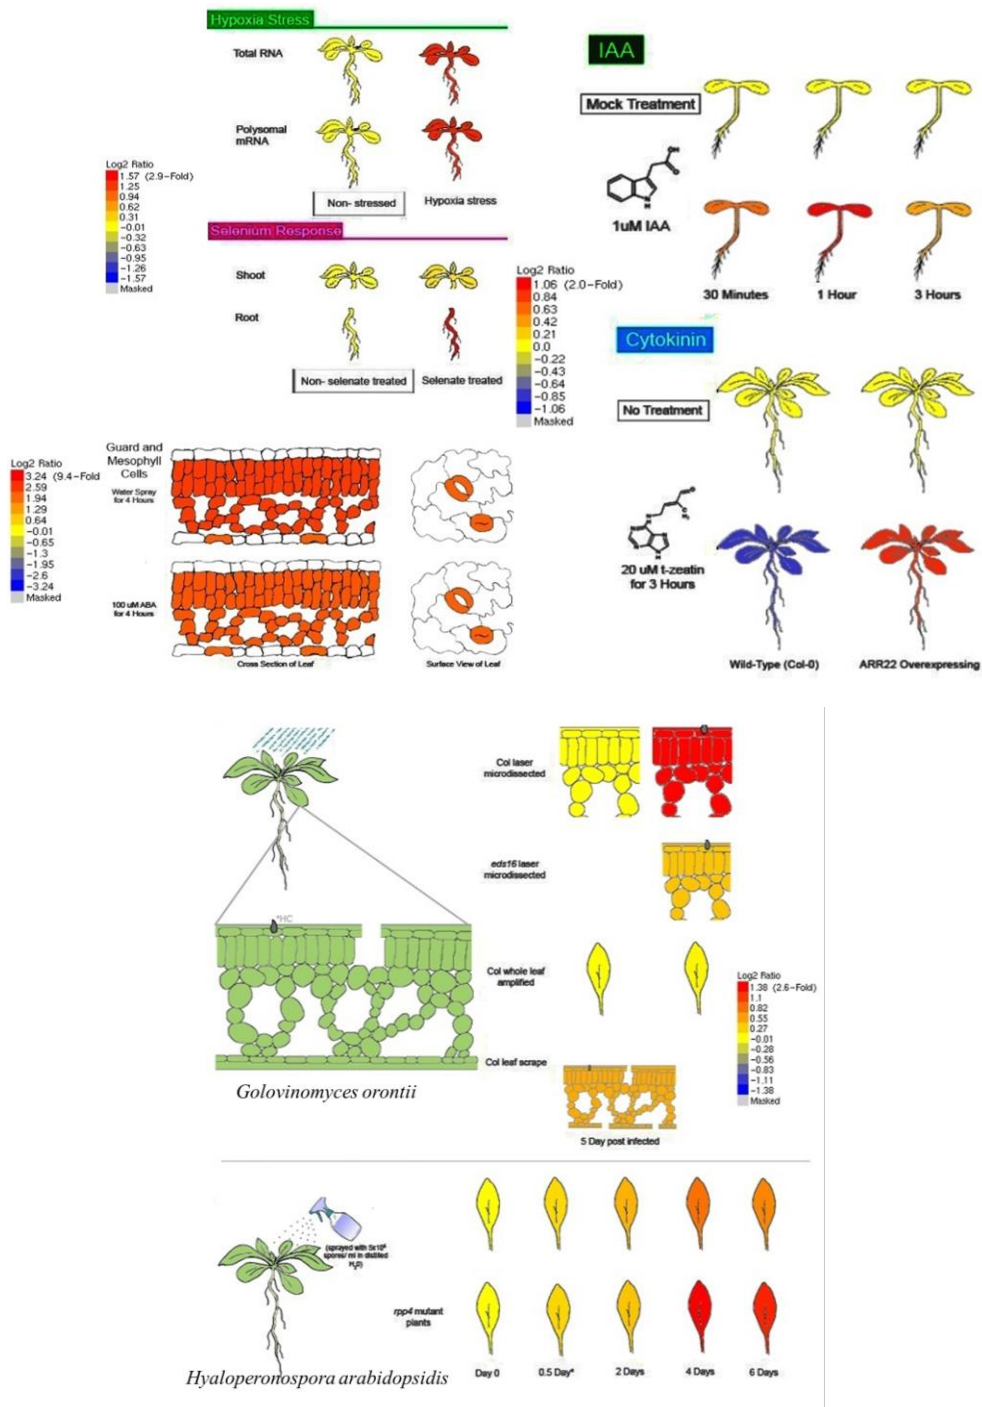 Hypoxia Stress
Total RNA
Polysomal
mRNA
Non- stressed
Hypoxia stress
Log2 Ratio
1.57 (2.9-Fold)
1.25
0.94
0.62
0.31
-0.01
-0.32
-0.63
-0.95
-1.26
-1.57
Masked
Selenium Response
Shoot
Root
Non- selenate treated
Selenate treated
IAA
Mock Treatment
OH
O
N
H
1uM IAA
30 Minutes
1 Hour
3 Hours
Log2 Ratio
1.06 (2.0-Fold)
0.84
0.63
0.42
0.21
0.0
-0.22
-0.43
-0.64
-0.85
-1.06
Masked
Cytokinin
No Treatment
20 uM t-zeatin
for 3 Hours
Wild-Type (Col-0)
ARR22 Overexpressing
Log2 Ratio
3.24 (9.4-Fold
2.59
1.94
1.29
0.64
-0.01
-0.65
-1.3
-1.95
-2.6
-3.24
Masked
Guard and
Mesophyll
Cells
Water Spray
for 4 Hours
100 uM ABA
for 4 Hours
Cross Section of Leaf
Surface View of Leaf
*HC
Golovinomyces orontii
Col laser
microdissected
eds16 laser
microdissected
Col whole leaf
amplified
Col leaf scrape
5 Day post infected
Log2 Ratio
1.38 (2.6-Fold)
1.1
0.82
0.55
0.27
-0.01
-0.28
-0.56
-0.83
-1.11
-1.38
Masked
(sprayed with 5x10⁴
spores/ ml in distilled
H₂0)
rpp4 mutant
plants
Day 0
0.5 Day*
2 Days
4 Days
6 Days
Hyaloperonospora arabidopsidis